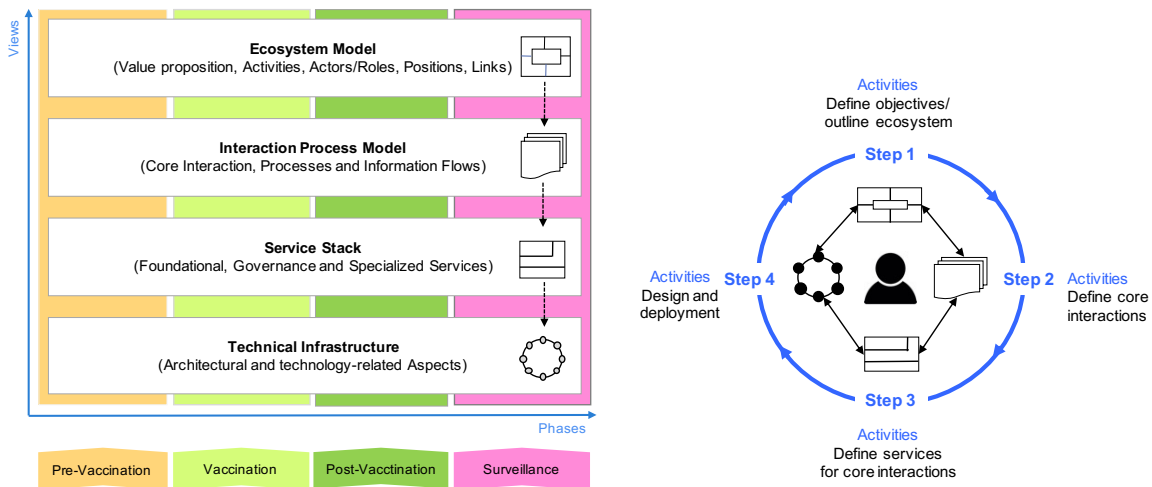 Views
Ecosystem Model
(Value proposition, Activities, Actors/Roles, Positions, Links)
Interaction Process Model
(Core Interaction, Processes and Information Flows)
Service Stack
(Foundational, Governance and Specialized Services)
Technical Infrastructure
(Architectural and technology-related Aspects)
Phases
Pre-Vaccination
Vaccination
Post-Vacctination
Surveillance
Activities
Define objectives/
outline ecosystem
Step 1
Step 2
Activities
Define core
interactions
Step 3
Activities
Define services
for core interactions
Step 4
Activities
Design and
deployment